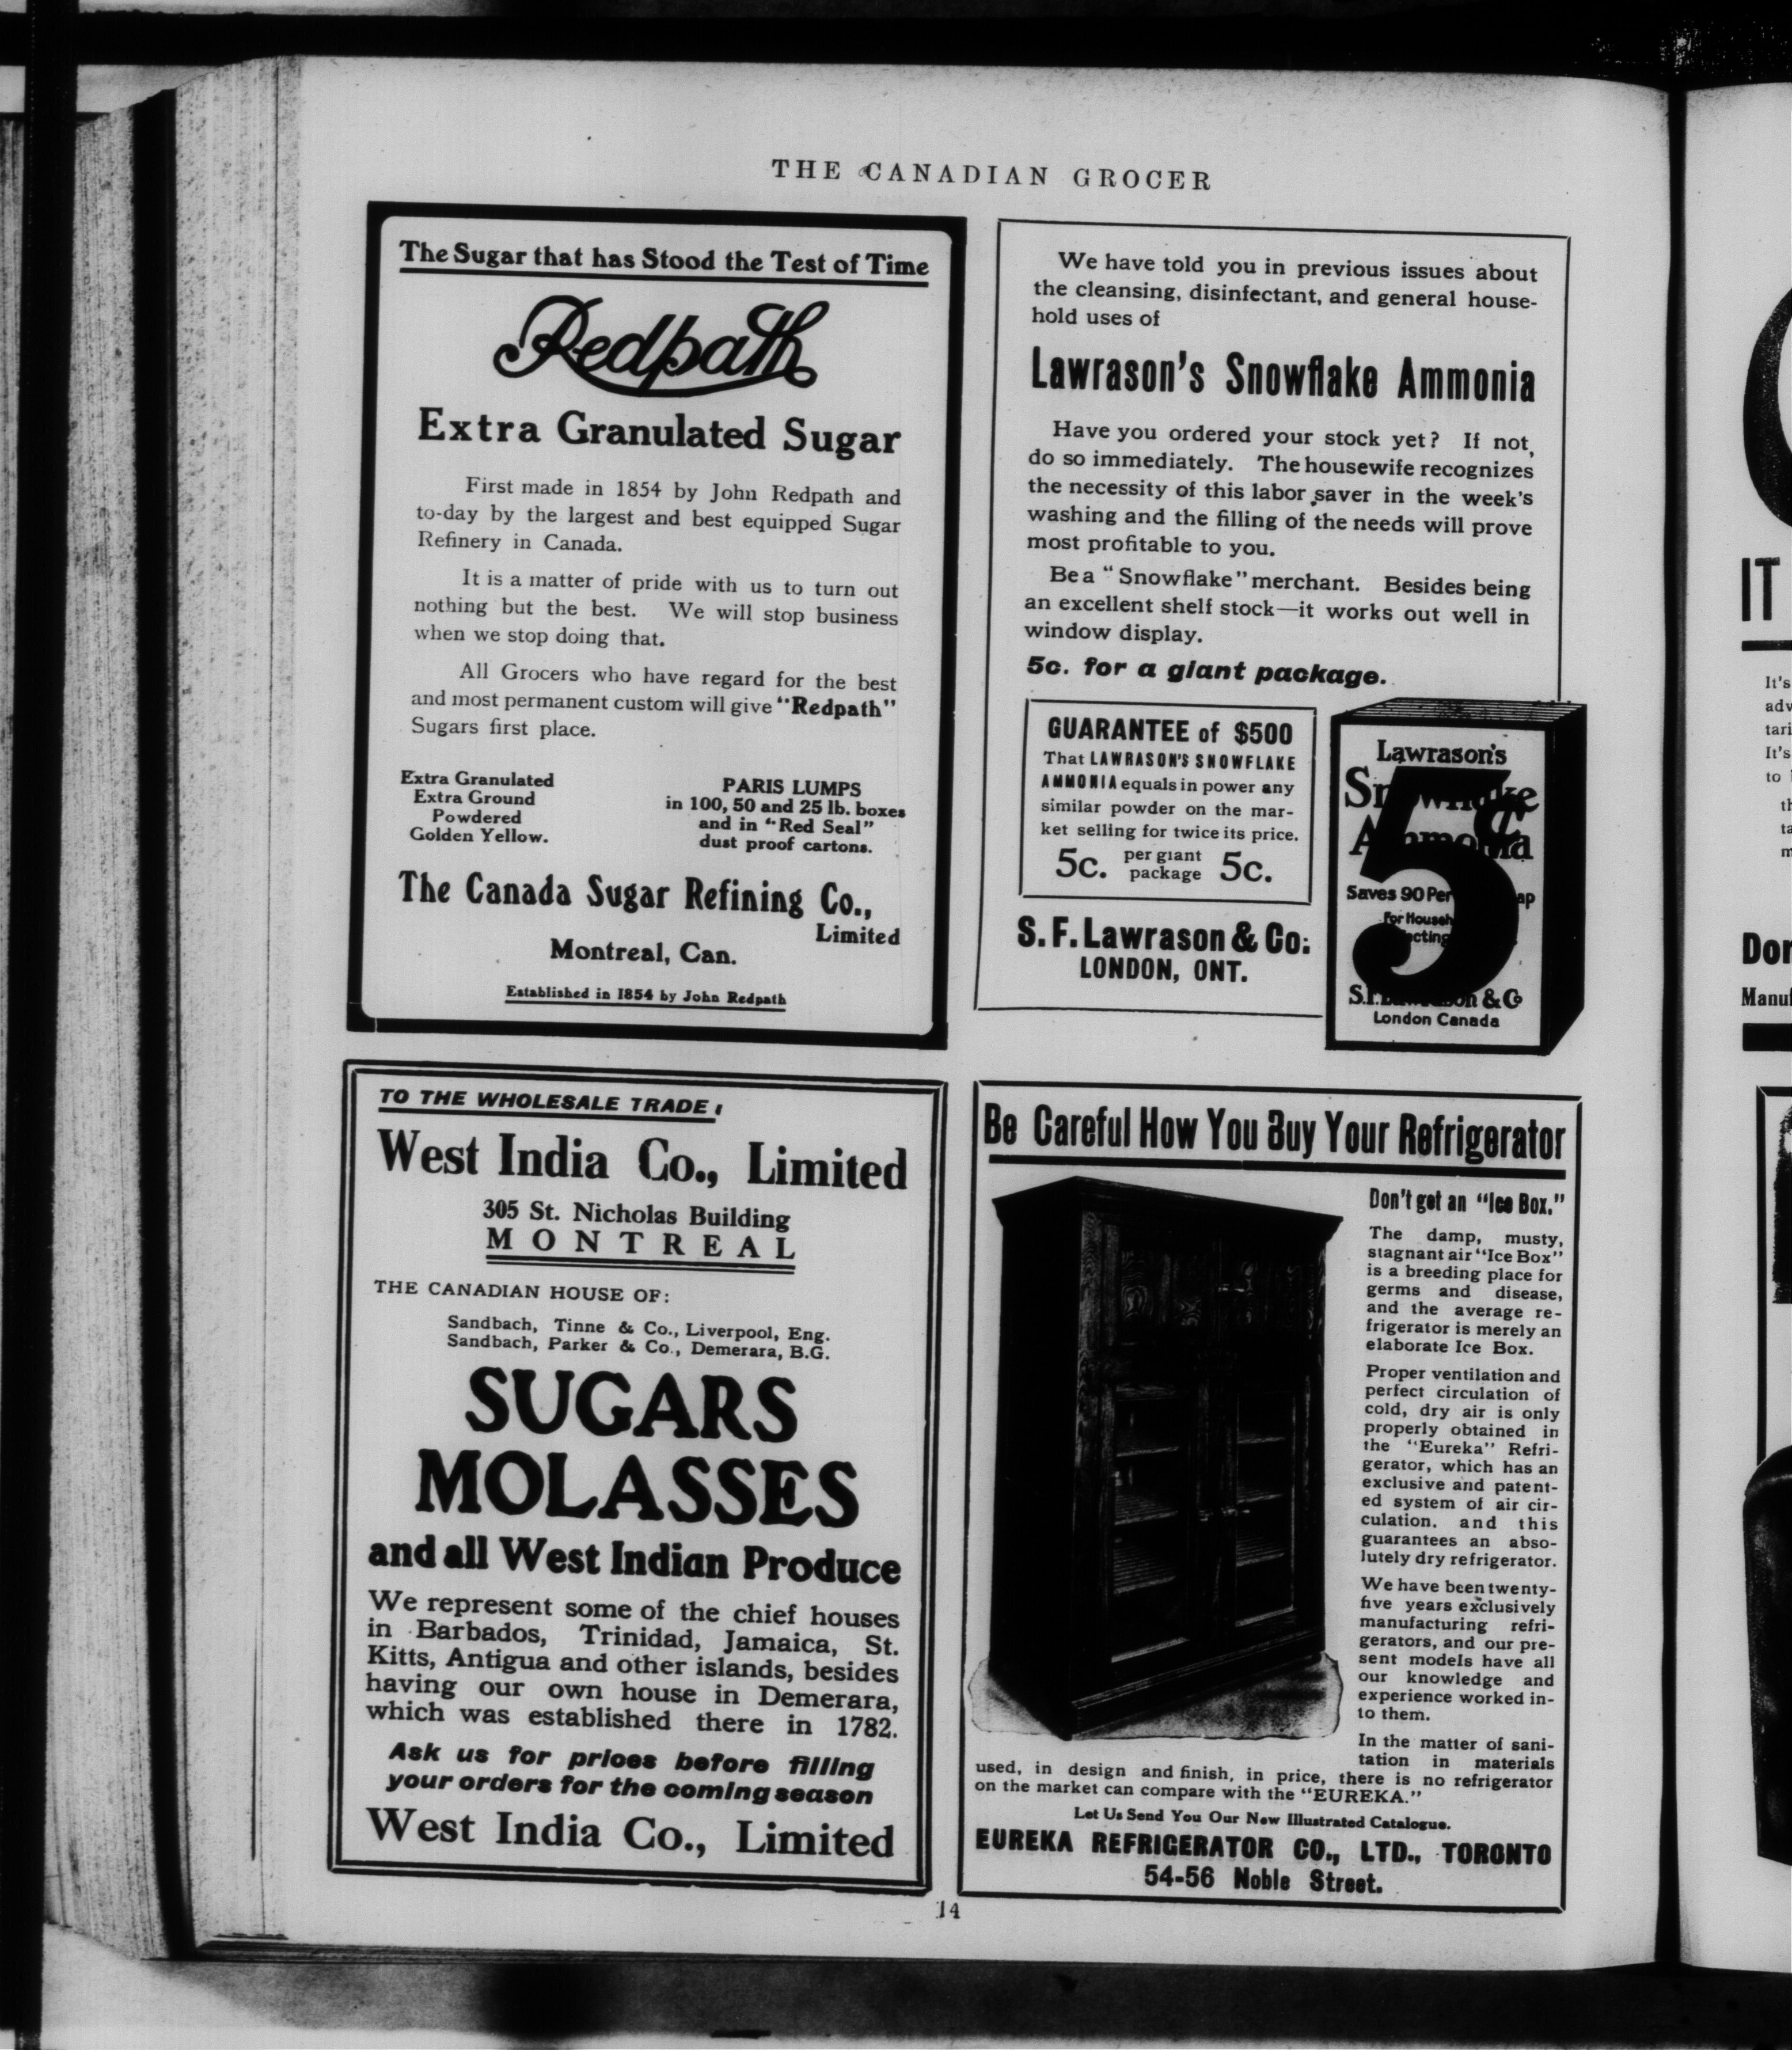 THE CANADIAN GROCER
The Sugar that has Stood the Test of Time
Redpath
Extra Granulated Sugar
First made in 1854 by John Redpath and
to-day by the largest and best equipped Sugar
Refinery in Canada.
It is a matter of pride with us to turn out
nothing but the best. We will stop business
when we stop doing that.
All Grocers who have regard for the best
and most permanent custom will give "Redpath"
Sugars first place.
Extra Granulated
Extra Ground
Powdered
Golden Yellow.
PARIS LUMPS
in 100, 50 and 25 lb. boxes
and in "Red Seal"
dust proof cartons.
The Canada Sugar Refining Co.,
Limited
Montreal, Can.
Established in 1854 by John Redpath
We have told you in previous issues about
the cleansing, disinfectant, and general house-
hold uses of
Lawrason's Snowflake Ammonia
Have you ordered your stock yet? If not,
do so immediately. The housewife recognizes
the necessity of this labor saver in the week's
washing and the filling of the needs will prove
most profitable to you.
Be a "Snowflake" merchant. Besides being
an excellent shelf stock—it works out well in
window display.
5c. for a giant package.
GUARANTEE of $500
That LAWRASON'S SNOWFLAKE
AMMONIA equals in power any
similar powder on the mar-
ket selling for twice its price.
5c. per giant package 5c.
S. F. Lawrason & Co.
LONDON, ONT.
Lawrason's
Snowflake
Ammonia
5¢
Saves 90 Per
For Househ
S.F. Lawrason & Co
London Canada
TO THE WHOLESALE TRADE:
West India Co., Limited
305 St. Nicholas Building
MONTREAL
THE CANADIAN HOUSE OF:
Sandbach, Tinne & Co., Liverpool, Eng.
Sandbach, Parker & Co., Demerara, B.G.
SUGARS
MOLASSES
and all West Indian Produce
We represent some of the chief houses
in Barbados, Trinidad, Jamaica, St.
Kitts, Antigua and other islands, besides
having our own house in Demerara,
which was established there in 1782.
Ask us for prices before filling
your orders for the coming season
West India Co., Limited
Be Careful How You Buy Your Refrigerator
Don't get an "Ice Box."
The damp, musty,
stagnant air "Ice Box"
is a breeding place for
germs and disease,
and the average re-
frigerator is merely an
elaborate Ice Box.
Proper ventilation and
perfect circulation of
cold, dry air is only
properly obtained in
the "Eureka" Refri-
gerator, which has an
exclusive and patent-
ed system of air cir-
culation, and this
guarantees an abso-
lutely dry refrigerator.
We have been twenty-
five years exclusively
manufacturing refri-
gerators, and our pre-
sent models have all
our knowledge and
experience worked in-
to them.
In the matter of sani-
tation in materials
used, in design and finish, in price, there is no refrigerator
on the market can compare with the "EUREKA."
Let Us Send You Our New Illustrated Catalogue.
EUREKA REFRIGERATOR CO., LTD., TORONTO
54-56 Noble Street.
14
IT
It's
adv
tari
It's
to
Don
Manuf